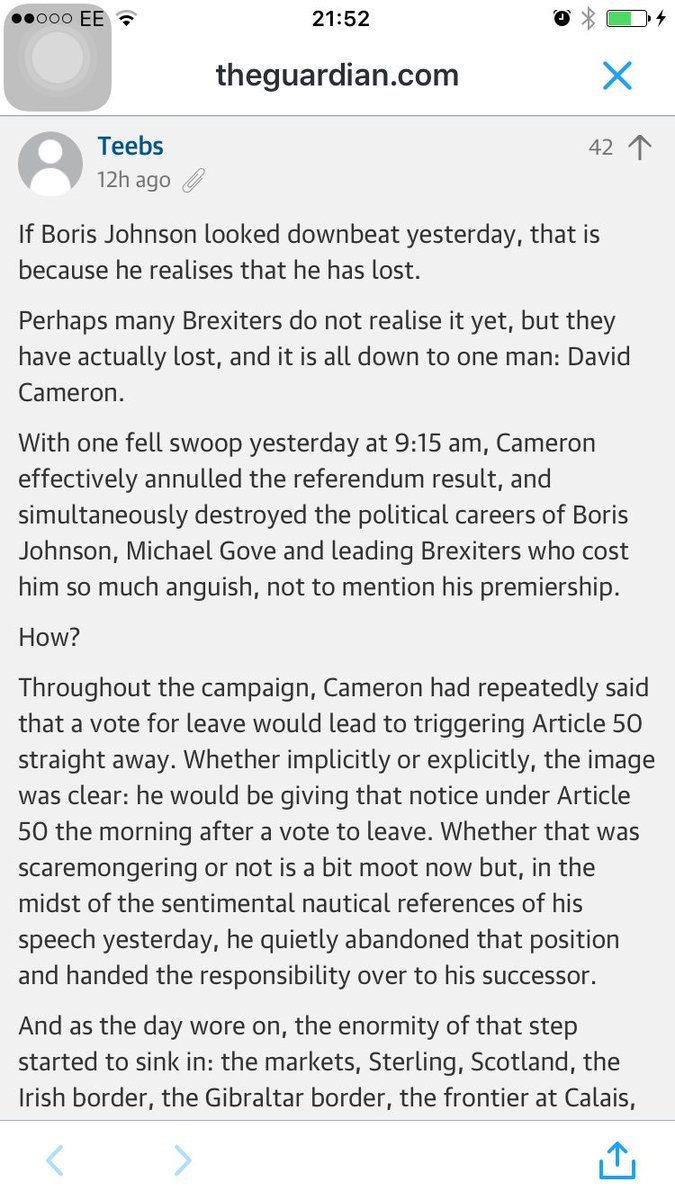 EE 21:52
theguardian.com
Teebs 42
12h ago
If Boris Johnson looked downbeat yesterday, that is
because he realises that he has lost.
Perhaps many Brexiters do not realise it yet, but they
have actually lost, and it is all down to one man: David
Cameron.
With one fell swoop yesterday at 9:15 am, Cameron
effectively annulled the referendum result, and
simultaneously destroyed the political careers of Boris
Johnson, Michael Gove and leading Brexiters who cost
him so much anguish, not to mention his premiership.
How?
Throughout the campaign, Cameron had repeatedly said
that a vote for leave would lead to triggering Article 50
straight away. Whether implicitly or explicitly, the image
was clear: he would be giving that notice under Article
50 the morning after a vote to leave. Whether that was
scaremongering or not is a bit moot now but, in the
midst of the sentimental nautical references of his
speech yesterday, he quietly abandoned that position
and handed the responsibility over to his successor.
And as the day wore on, the enormity of that step
started to sink in: the markets, Sterling, Scotland, the
Irish border, the Gibraltar border, the frontier at Calais,